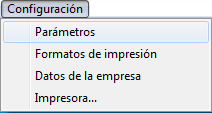 Configuración
Parámetros
Formatos de impresión
Datos de la empresa
Impresora...